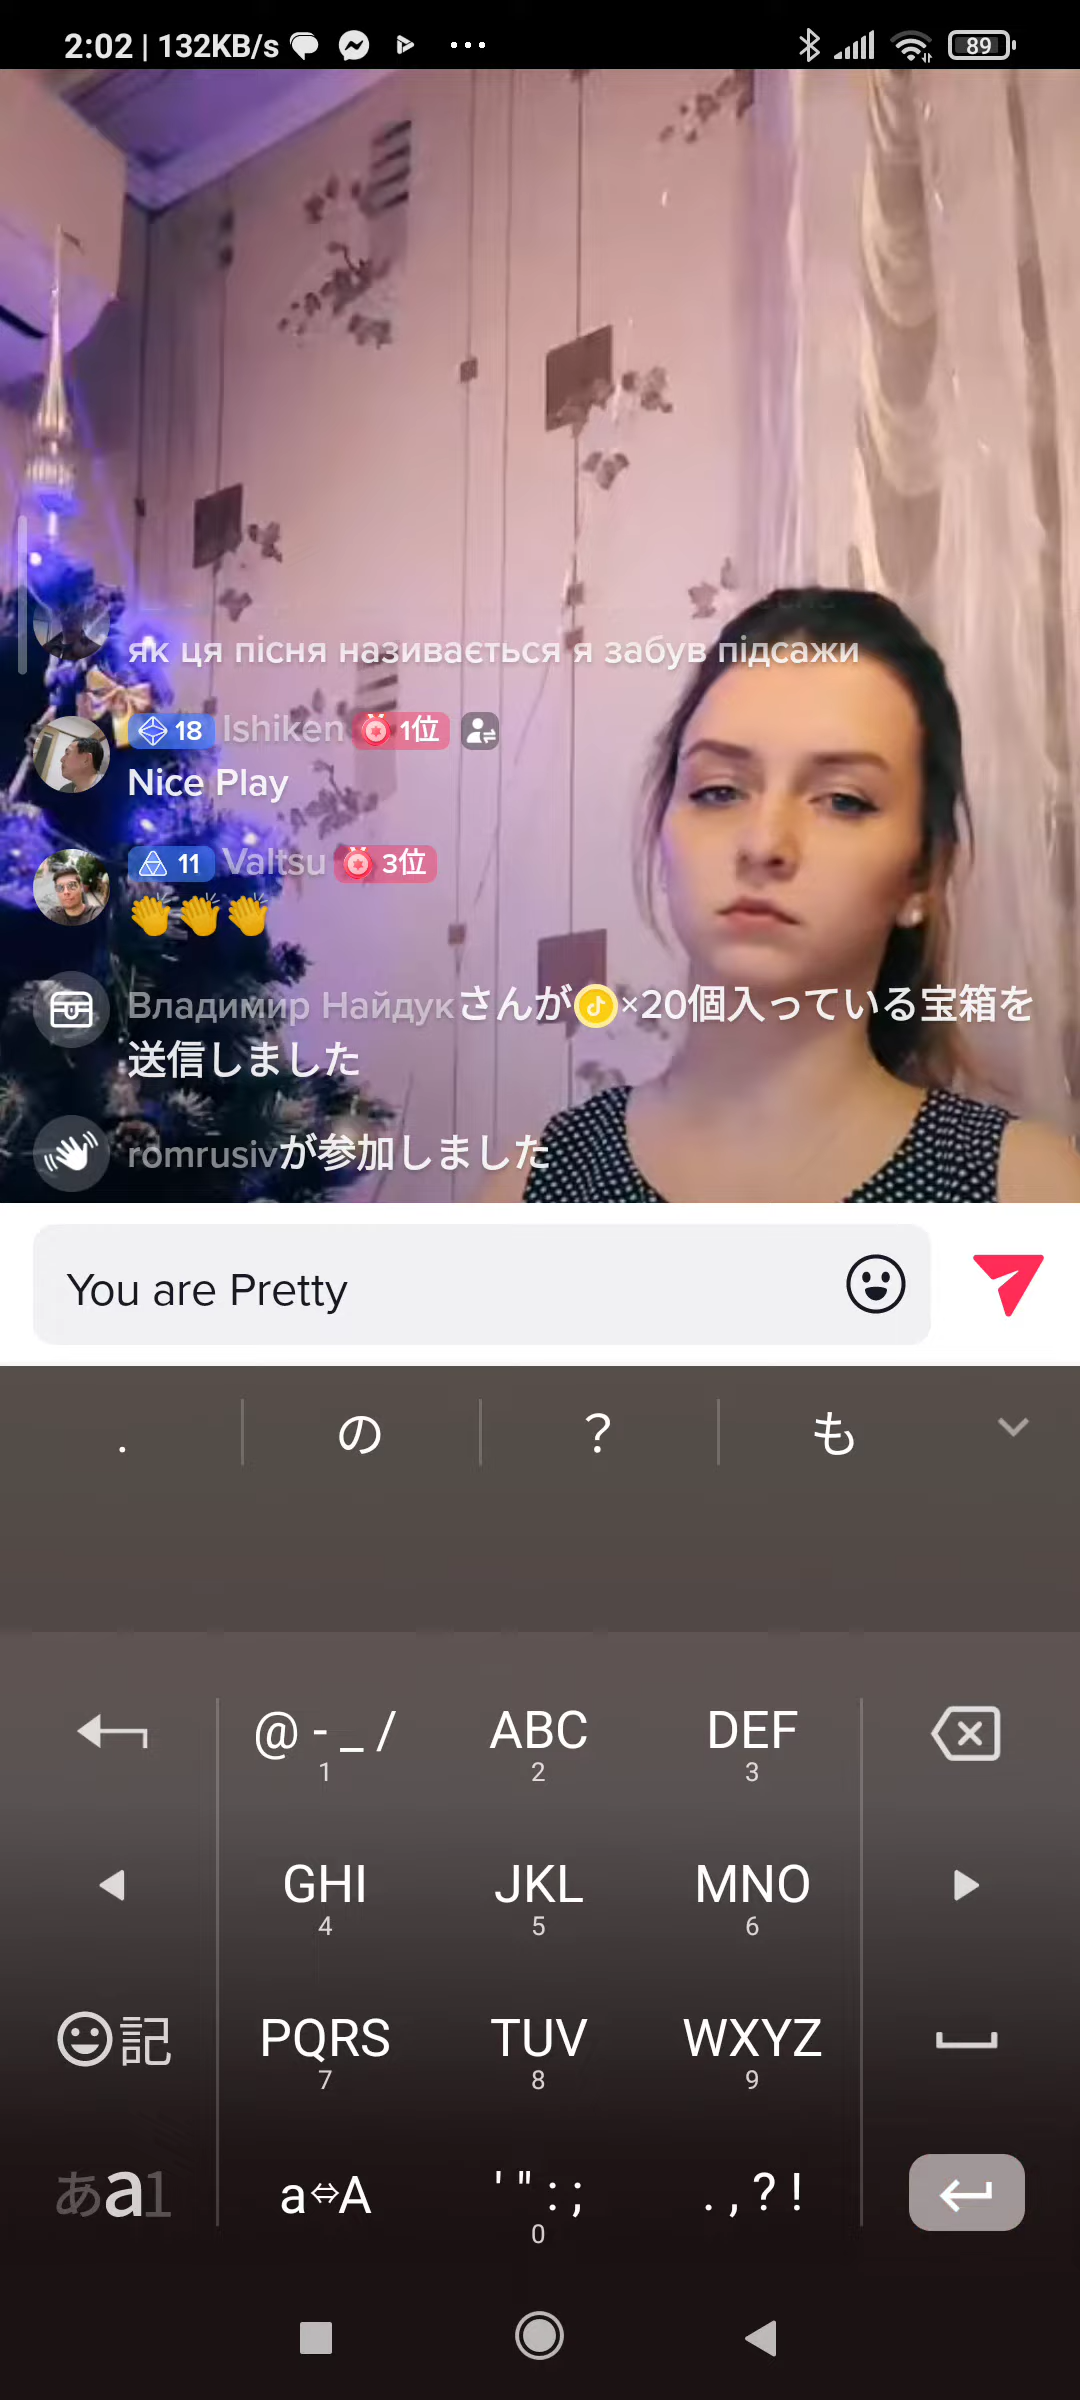 2:02 | 132KB/s
89
як ця пісня називається я забув підсажи
18 Ishiken 1位
Nice Play
11 Valtsu 3位
👏👏👏
Владимир Найдукさんが×20個入っている宝箱を
送信しました
romrusivが参加しました
You are Pretty
. の ? も
@-_/ ABC DEF
1 2 3
GHI JKL MNO
4 5 6
記 PQRS TUV WXYZ
7 8 9
あa1 a⇔A '":; .,?!
0